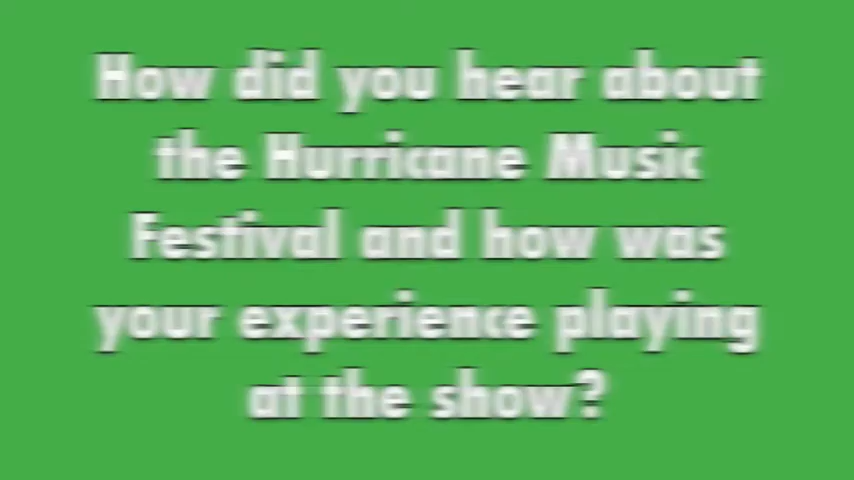 How did you hear about
the Hurricane Music
Festival and how was
your experience playing
at the show?